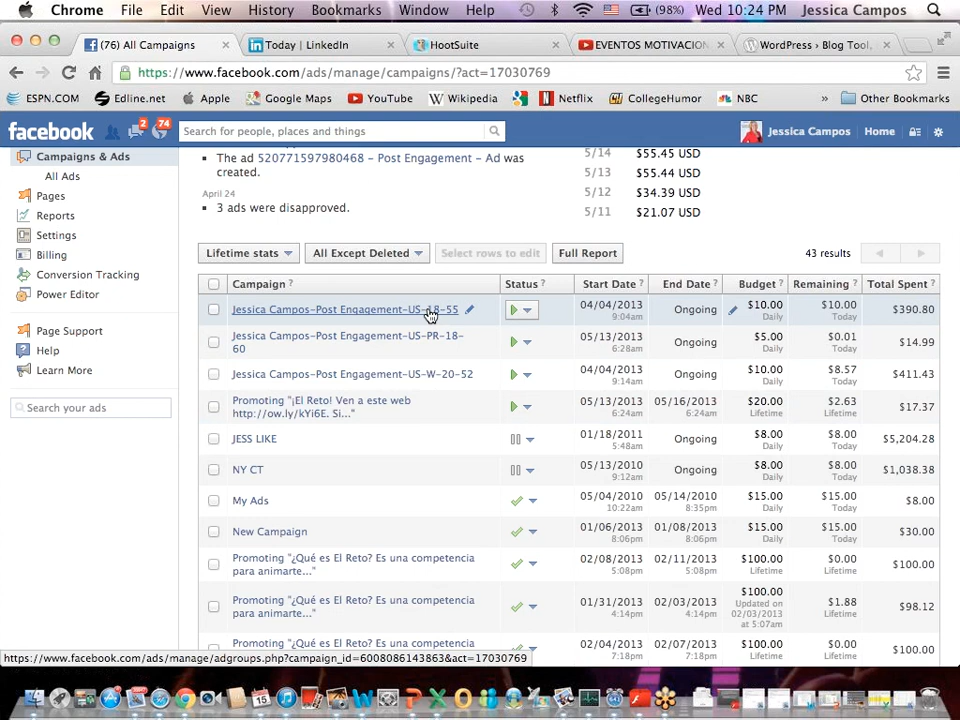 Chrome File Edit View History Bookmarks Window Help (98%) Wed 10:24 PM Jessica Campos
(76) All Campaigns Today | LinkedIn HootSuite EVENTOS MOTIVACION WordPress › Blog Tool,
https://www.facebook.com/ads/manage/campaigns/?act=17030769
ESPN.COM Edline.net Apple Google Maps YouTube Wikipedia Netflix CollegeHumor NBC » Other Bookmarks
facebook 2 74 Search for people, places and things Jessica Campos Home
Campaigns & Ads
All Ads
Pages
Reports
Settings
Billing
Conversion Tracking
Power Editor
Page Support
Help
Learn More
Search your ads
The ad 520771597980468 - Post Engagement - Ad was
created.
April 24
3 ads were disapproved.
5/14 $55.45 USD
5/13 $55.44 USD
5/12 $34.39 USD
5/11 $21.07 USD
Lifetime stats All Except Deleted Select rows to edit Full Report 43 results
Campaign ? Status ? Start Date ? End Date ? Budget ? Remaining ? Total Spent ?
Jessica Campos-Post Engagement-US-18-55 04/04/2013 Ongoing $10.00 $10.00 $390.80
9:04am Daily Today
Jessica Campos-Post Engagement-US-PR-18- 05/13/2013 Ongoing $5.00 $0.01 $14.99
60 6:28am Daily Today
Jessica Campos-Post Engagement-US-W-20-52 04/04/2013 Ongoing $10.00 $8.57 $411.43
9:14am Daily Today
Promoting "¡El Reto! Ven a este web 05/13/2013 05/16/2013 $20.00 $2.63 $17.37
http://ow.ly/kYi6E. Si..." 6:24am 6:24am Lifetime Lifetime
JESS LIKE 01/18/2011 Ongoing $8.00 $8.00 $5,204.28
5:48am Daily Today
NY CT 05/13/2010 Ongoing $8.00 $8.00 $1,038.38
9:12am Daily Today
My Ads 05/04/2010 05/14/2010 $15.00 $15.00 $8.00
10:22am 8:35pm Daily Today
New Campaign 01/06/2013 01/08/2013 $15.00 $15.00 $30.00
8:06pm 8:06pm Daily Today
Promoting "¿Qué es El Reto? Es una competencia 02/08/2013 02/11/2013 $100.00 $0.00 $100.00
para animarte..." 5:08pm 5:08pm Lifetime Lifetime
Promoting "¿Qué es El Reto? Es una competencia 01/31/2013 02/03/2013 $100.00 $1.88 $98.12
para animarte..." 4:14pm 4:14pm Updated on 02/03/2013 at 5:07am Lifetime
Promoting "¿Qué es El Reto? Es una competencia 02/04/2013 02/07/2013 $100.00 $0.00 $100.00
7:18pm 7:18pm Lifetime Lifetime
https://www.facebook.com/ads/manage/adgroups.php?campaign_id=6008086143863&act=17030769